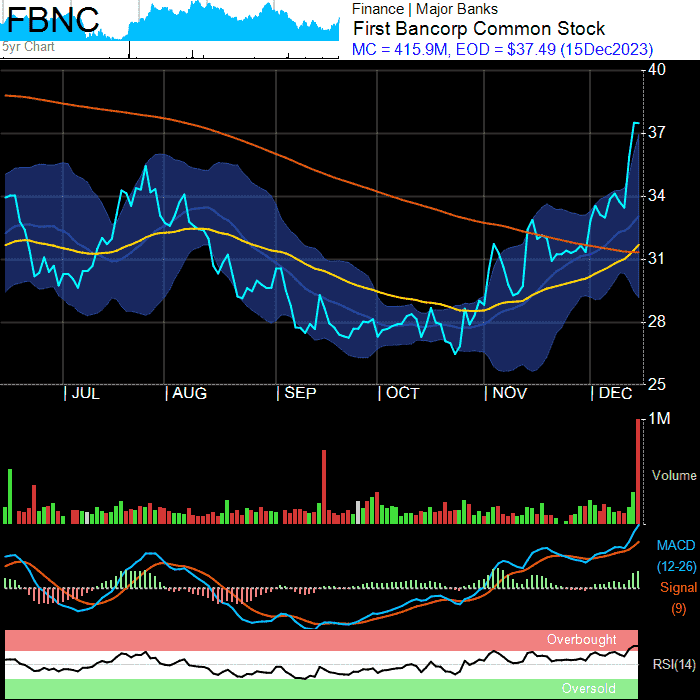 FBNC
5yr Chart
Finance | Major Banks
First Bancorp Common Stock
MC = 415.9M, EOD = $37.49 (15Dec2023)
40
37
34
31
28
25
| JUL | AUG | SEP | OCT | NOV | DEC
1M
Volume
MACD
(12-26)
Signal
(9)
Overbought
RSI(14)
Oversold